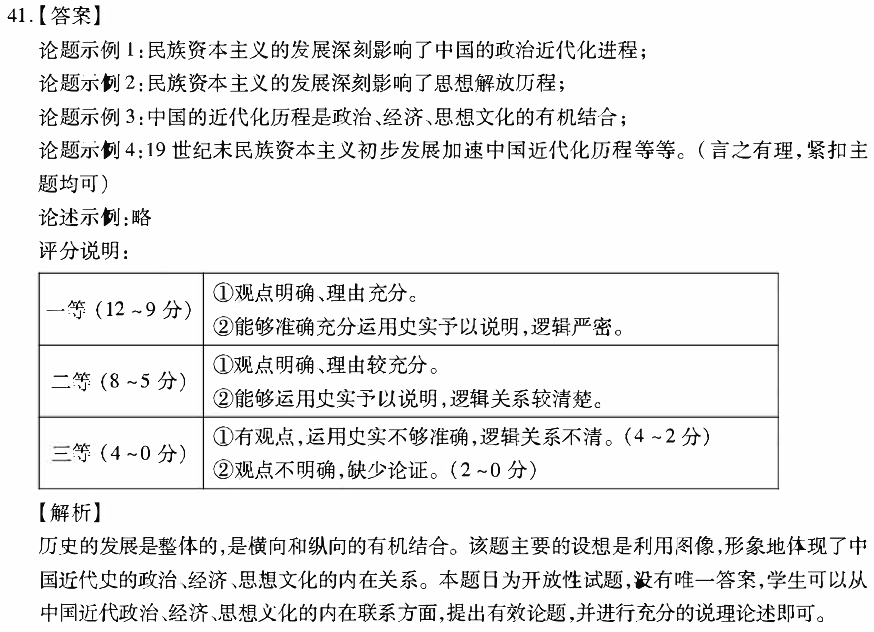 41.【答案】
论题示例1:民族资本主义的发展深刻影响了中国的政治近代化进程;
论题示例2:民族资本主义的发展深刻影响了思想解放历程;
论题示例3:中国的近代化历程是政治、经济、思想文化的有机结合;
论题示例4:19世纪末民族资本主义初步发展加速中国近代化历程等等。(言之有理,紧扣主
题均可)
论述示例:略
评分说明:
一等(12~9分)
①观点明确、理由充分。
②能够准确充分运用史实予以说明,逻辑严密。
二等(8~5分)
①观点明确、理由较充分。
②能够运用史实予以说明,逻辑关系较清楚。
三等(4~0分)
①有观点,运用史实不够准确,逻辑关系不清。(4~2分)
②观点不明确,缺少论证。(2~0分)
【解析】
历史的发展是整体的,是横向和纵向的有机结合。该题主要的设想是利用图像,形象地体现了中
国近代史的政治、经济、思想文化的内在关系。本题目为开放性试题,没有唯一答案,学生可以从
中国近代政治、经济、思想文化的内在联系方面,提出有效论题,并进行充分的说理论述即可。